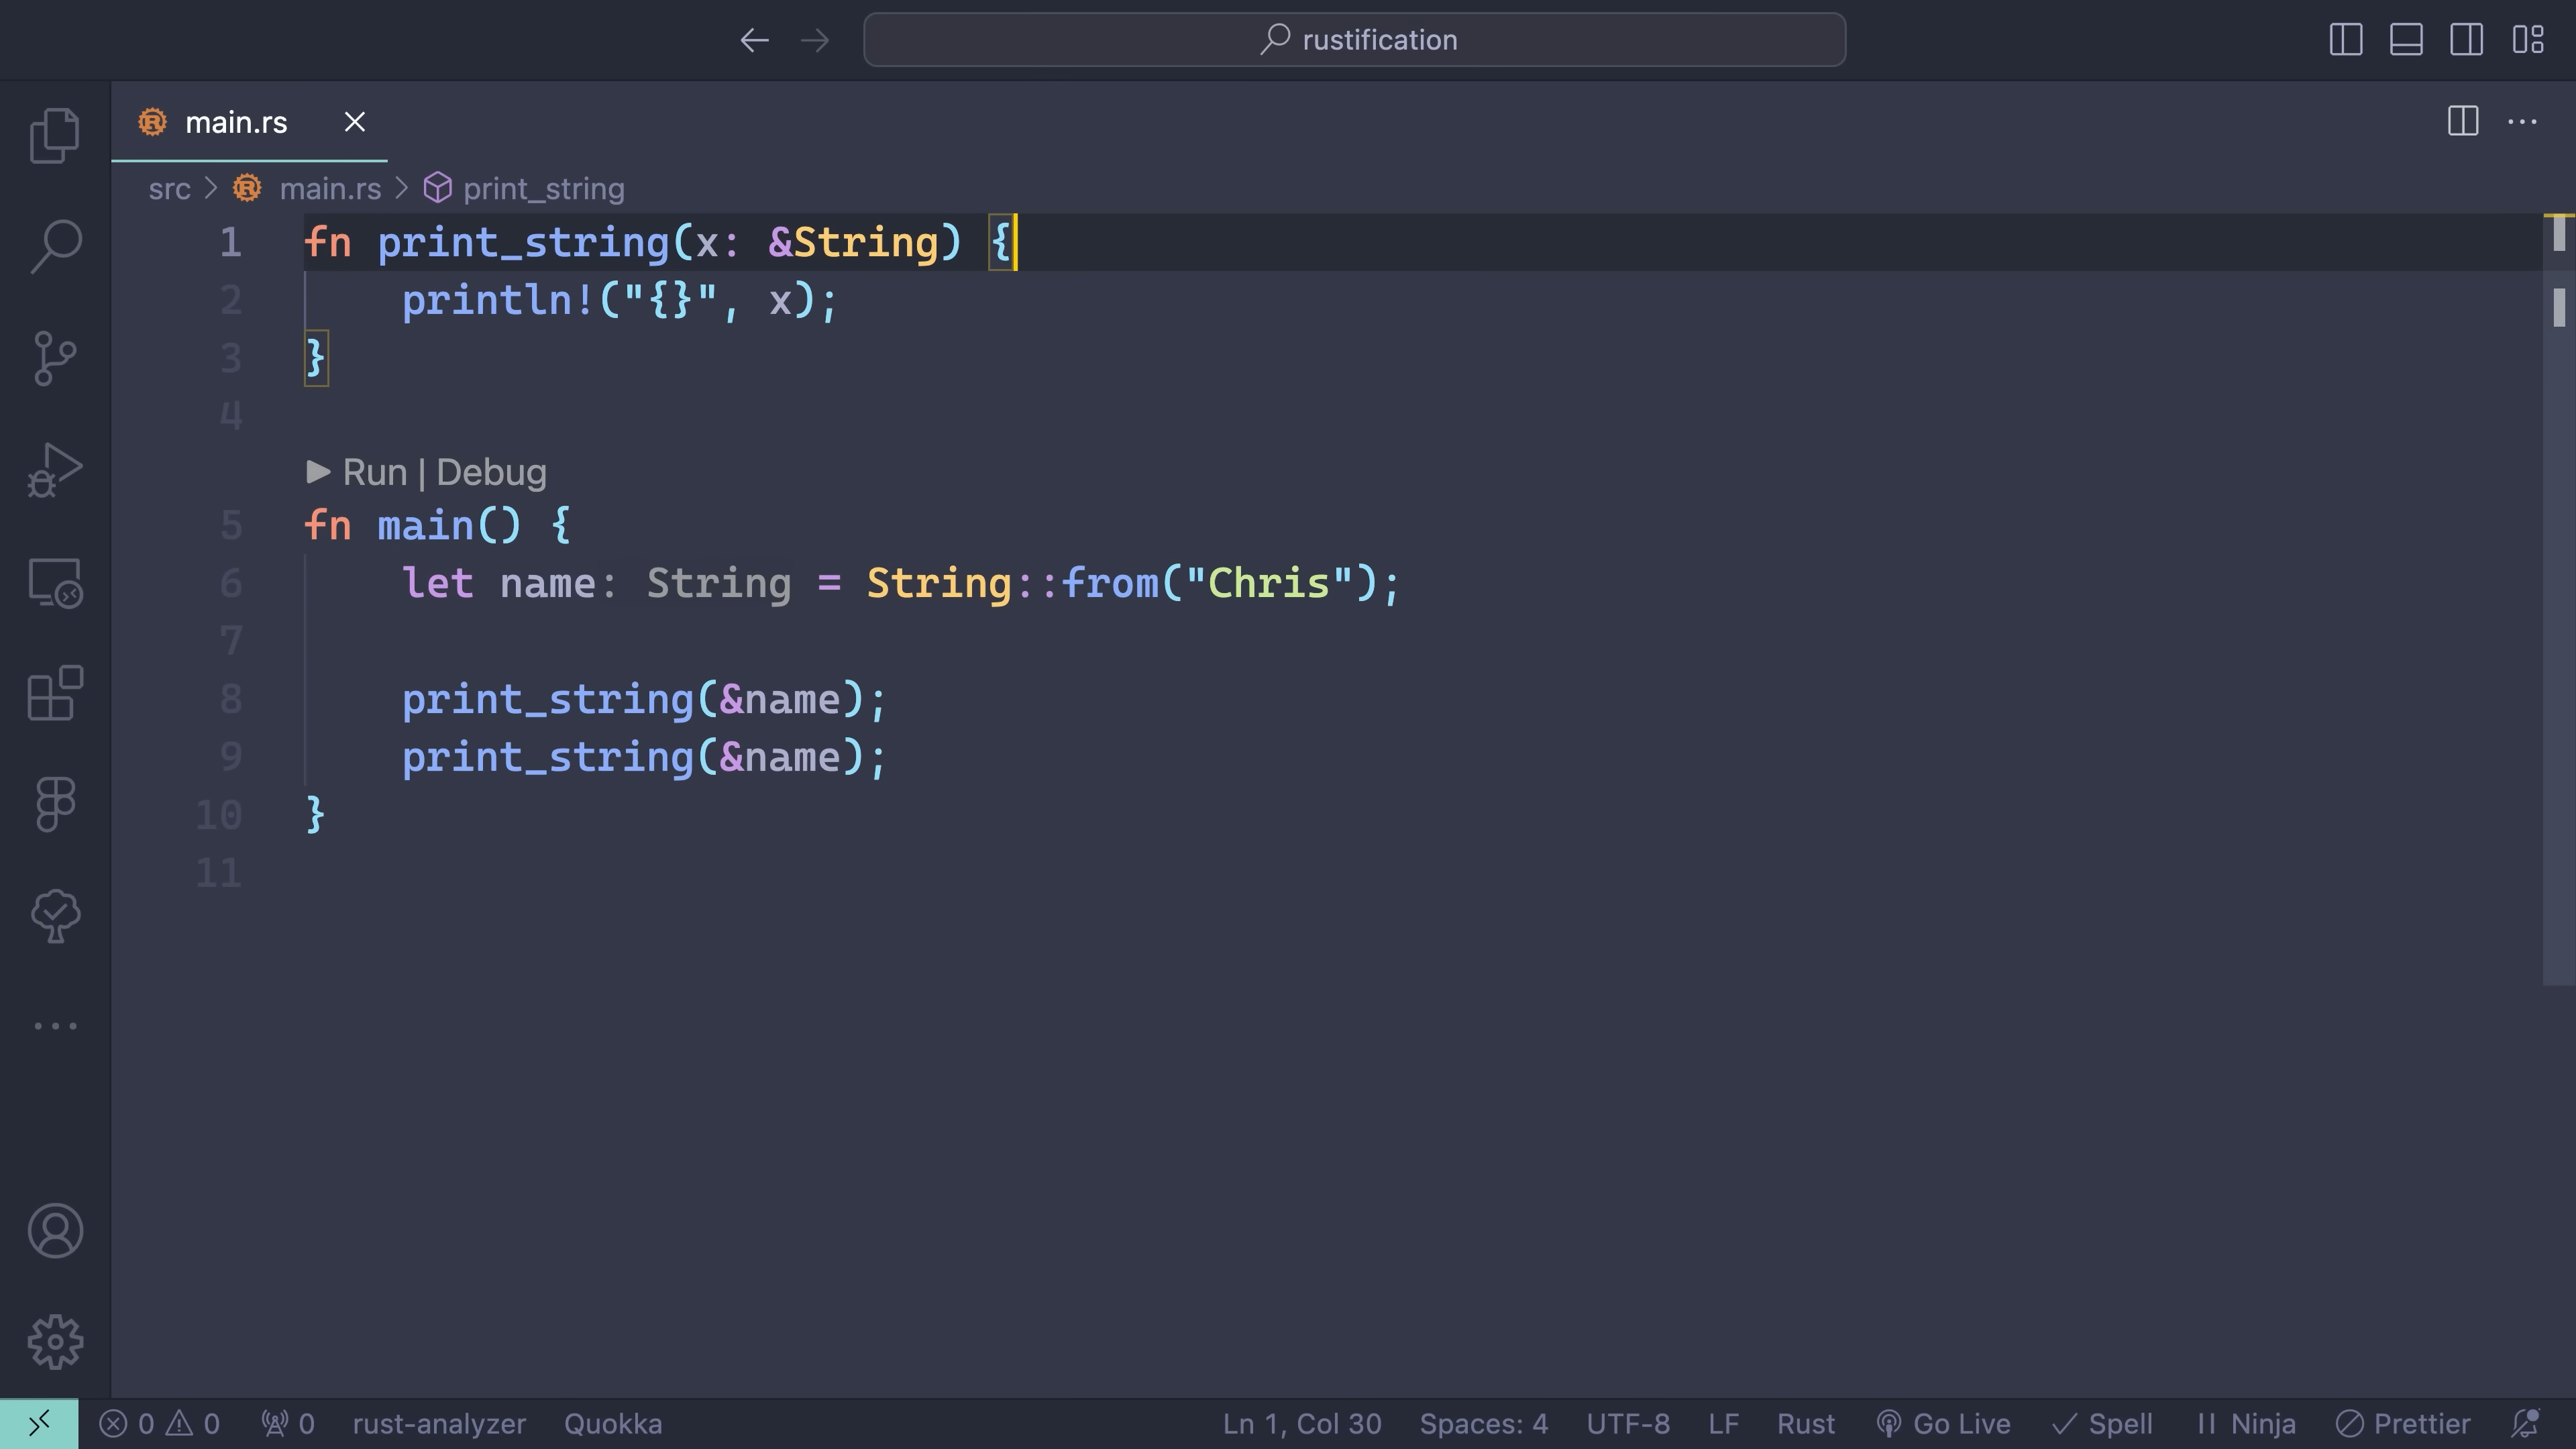 rustification
main.rs
src > main.rs > print_string
1 fn print_string(x: &String) {
2     println!("{}", x);
3 }
4
▶ Run | Debug
5 fn main() {
6     let name: String = String::from("Chris");
7
8     print_string(&name);
9     print_string(&name);
10 }
11
0 0 0 rust-analyzer Quokka Ln 1, Col 30 Spaces: 4 UTF-8 LF Rust Go Live Spell Ninja Prettier